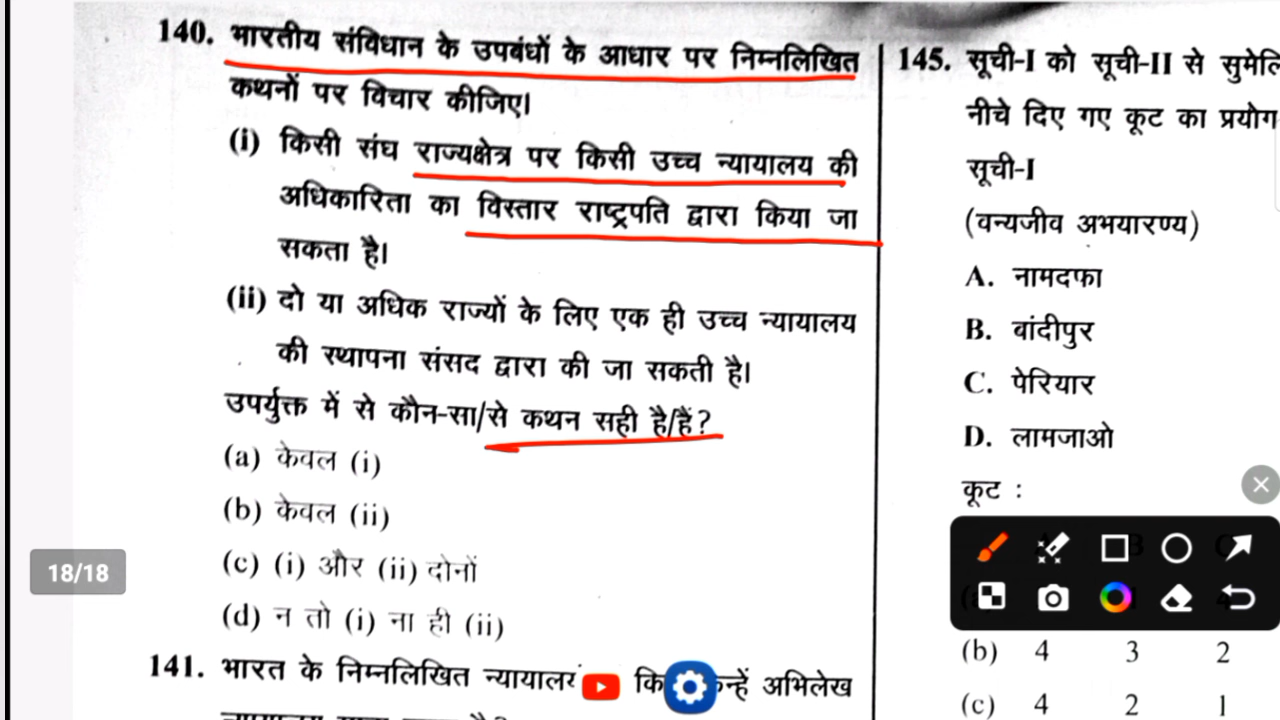 140. भारतीय संविधान के उपबंधों के आधार पर निम्नलिखित
कथनों पर विचार कीजिए।
(i) किसी संघ राज्यक्षेत्र पर किसी उच्च न्यायालय की
अधिकारिता का विस्तार राष्ट्रपति द्वारा किया जा
सकता है।
(ii) दो या अधिक राज्यों के लिए एक ही उच्च न्यायालय
की स्थापना संसद द्वारा की जा सकती है।
उपर्युक्त में से कौन-सा/से कथन सही है/हैं?
(a) केवल (i)
(b) केवल (ii)
(c) (i) और (ii) दोनों
(d) न तो (i) ना ही (ii)
141. भारत के निम्नलिखित अभिलेख
18/18
145. सूची-I को सूची-II से
नीचे दिए गए कूट का प्रयोग
सूची-I
(वन्यजीव अभयारण्य)
A. नामदफा
B. बांदीपुर
C. पेरियार
D. लामजाओ
कूट :
(b) 4 3 2
(c) 4 2 1